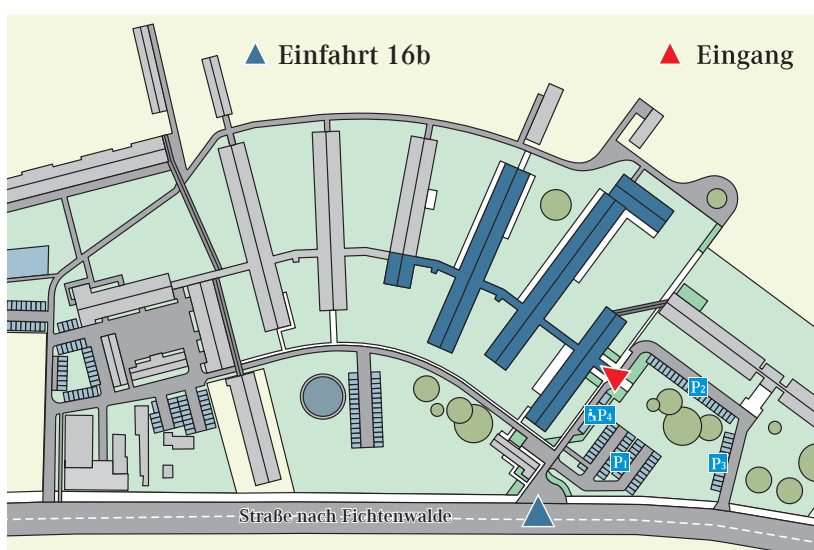 Einfahrt 16b
Eingang
P2
P4
P1
P3
Straße nach Fichtenwalde